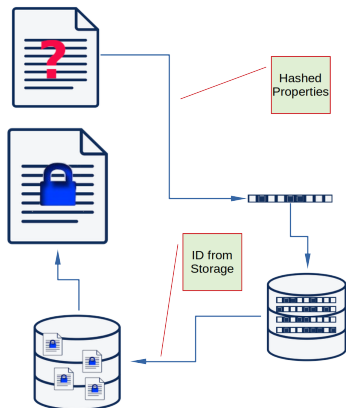 ?
Hashed
Properties
ID from
Storage